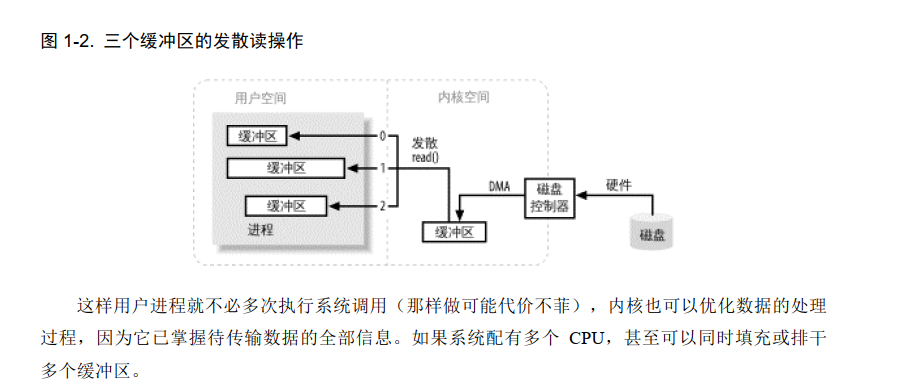 图 1-2. 三个缓冲区的发散读操作
用户空间
内核空间
缓冲区
0
发散
read()
缓冲区
1
DMA
磁盘
控制器
硬件
缓冲区
2
进程
缓冲区
磁盘
这样用户进程就不必多次执行系统调用（那样做可能代价不菲），内核也可以优化数据的处理
过程，因为它已掌握待传输数据的全部信息。如果系统配有多个 CPU，甚至可以同时填充或排干
多个缓冲区。